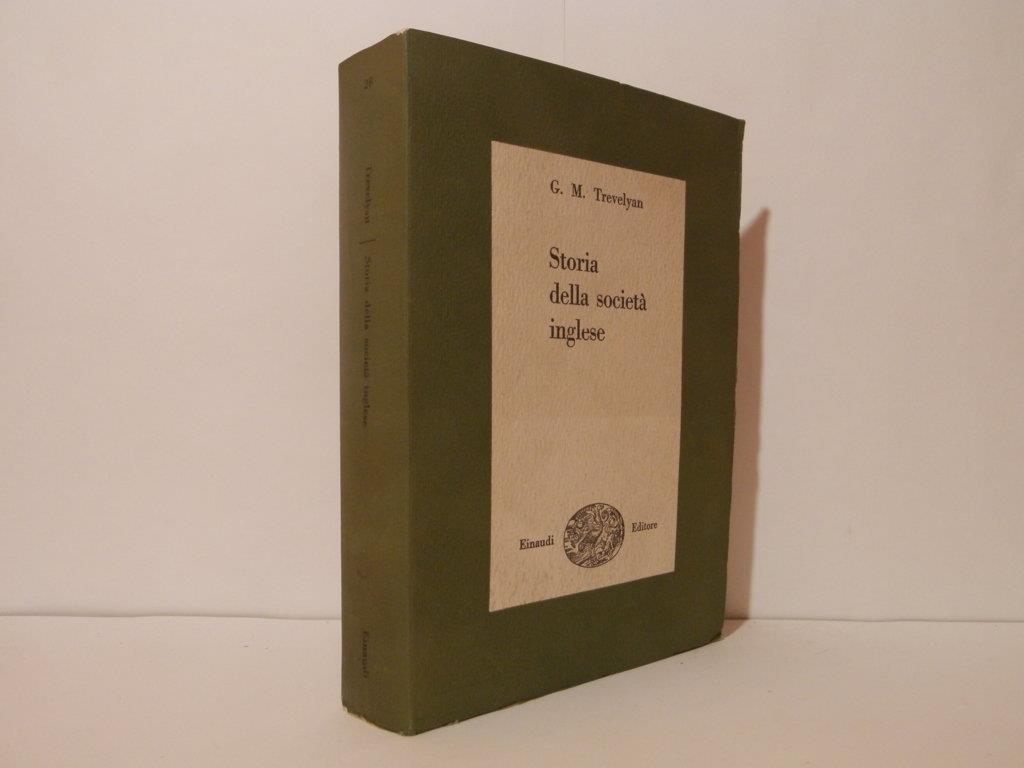 G. M. Trevelyan
Storia
della società
inglese
Einaudi Editore
Trevelyan | Storia della società inglese
Einaudi